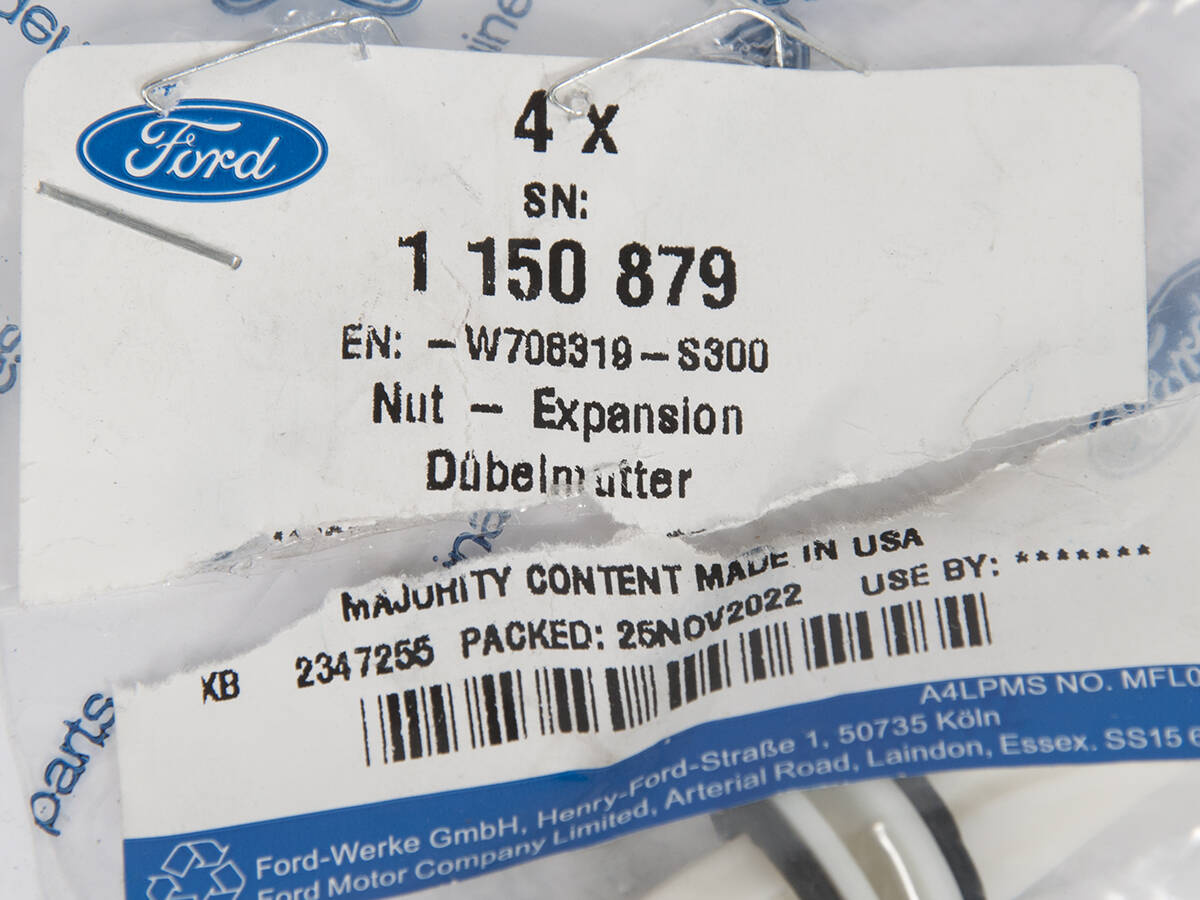 Ford
4 x
SN:
1 150 879
EN: -W708319-S300
Nut - Expansion
Dübelmutter
MAJORITY CONTENT MADE IN USA
KB 2347255 PACKED: 25NOV2022 USE BY: *******
A4LPMS NO. MFL0
Ford-Werke GmbH, Henry-Ford-Straße 1, 50735 Köln
Ford Motor Company Limited, Arterial Road, Laindon, Essex. SS15 6
parts